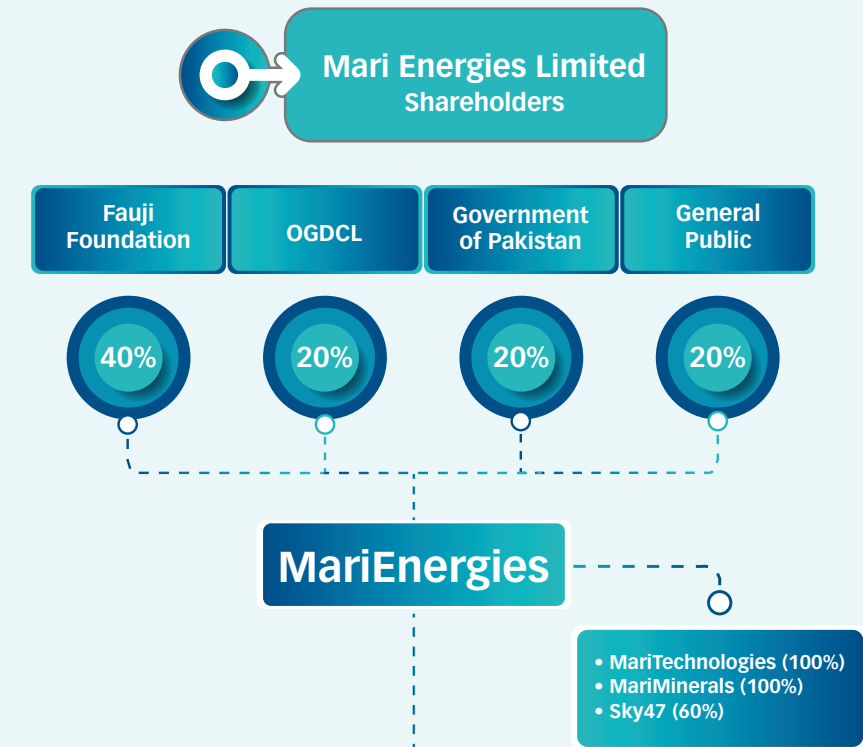 Mari Energies Limited
Shareholders
Fauji
Foundation
OGDCL
Government
of Pakistan
General
Public
40%
20%
20%
20%
MariEnergies
• MariTechnologies (100%)
• MariMinerals (100%)
• Sky47 (60%)